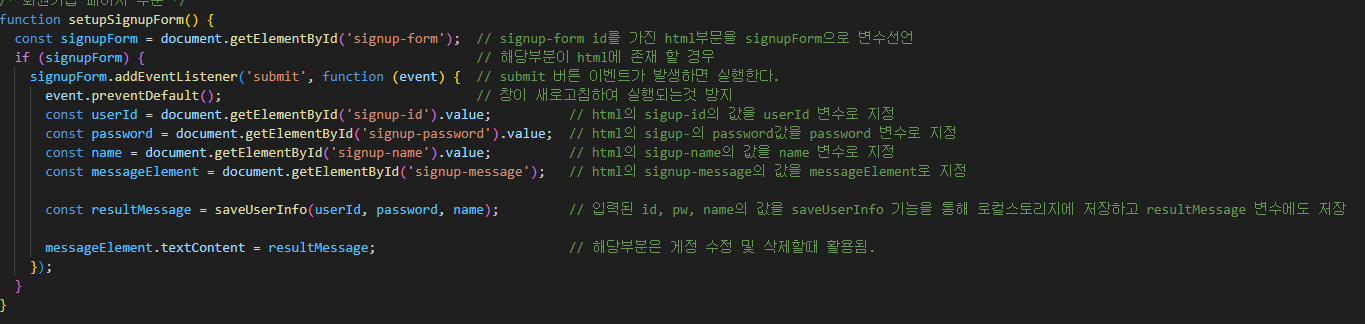 /* 회원가입 페이지 부분 */
function setupSignupForm() {
const signupForm = document.getElementById('signup-form');  // signup-form id를 가진 html부문을 signupForm으로 변수선언
if (signupForm) {  // 해당부분이 html에 존재 할 경우
signupForm.addEventListener('submit', function (event) {  // submit 버튼 이벤트가 발생하면 실행한다.
event.preventDefault();  // 창이 새로고침하여 실행되는것 방지
const userId = document.getElementById('signup-id').value;  // html의 sigup-id의 값을 userId 변수로 지정
const password = document.getElementById('signup-password').value;  // html의 sigup-의 password값을 password 변수로 지정
const name = document.getElementById('signup-name').value;  // html의 sigup-name의 값을 name 변수로 지정
const messageElement = document.getElementById('signup-message');  // html의 signup-message의 값을 messageElement로 지정
const resultMessage = saveUserInfo(userId, password, name);  // 입력된 id, pw, name의 값을 saveUserInfo 기능을 통해 로컬스토리지에 저장하고 resultMessage 변수에도 저장
messageElement.textContent = resultMessage;  // 해당부분은 게정 수정 및 삭제할때 활용됨.
});
}
}